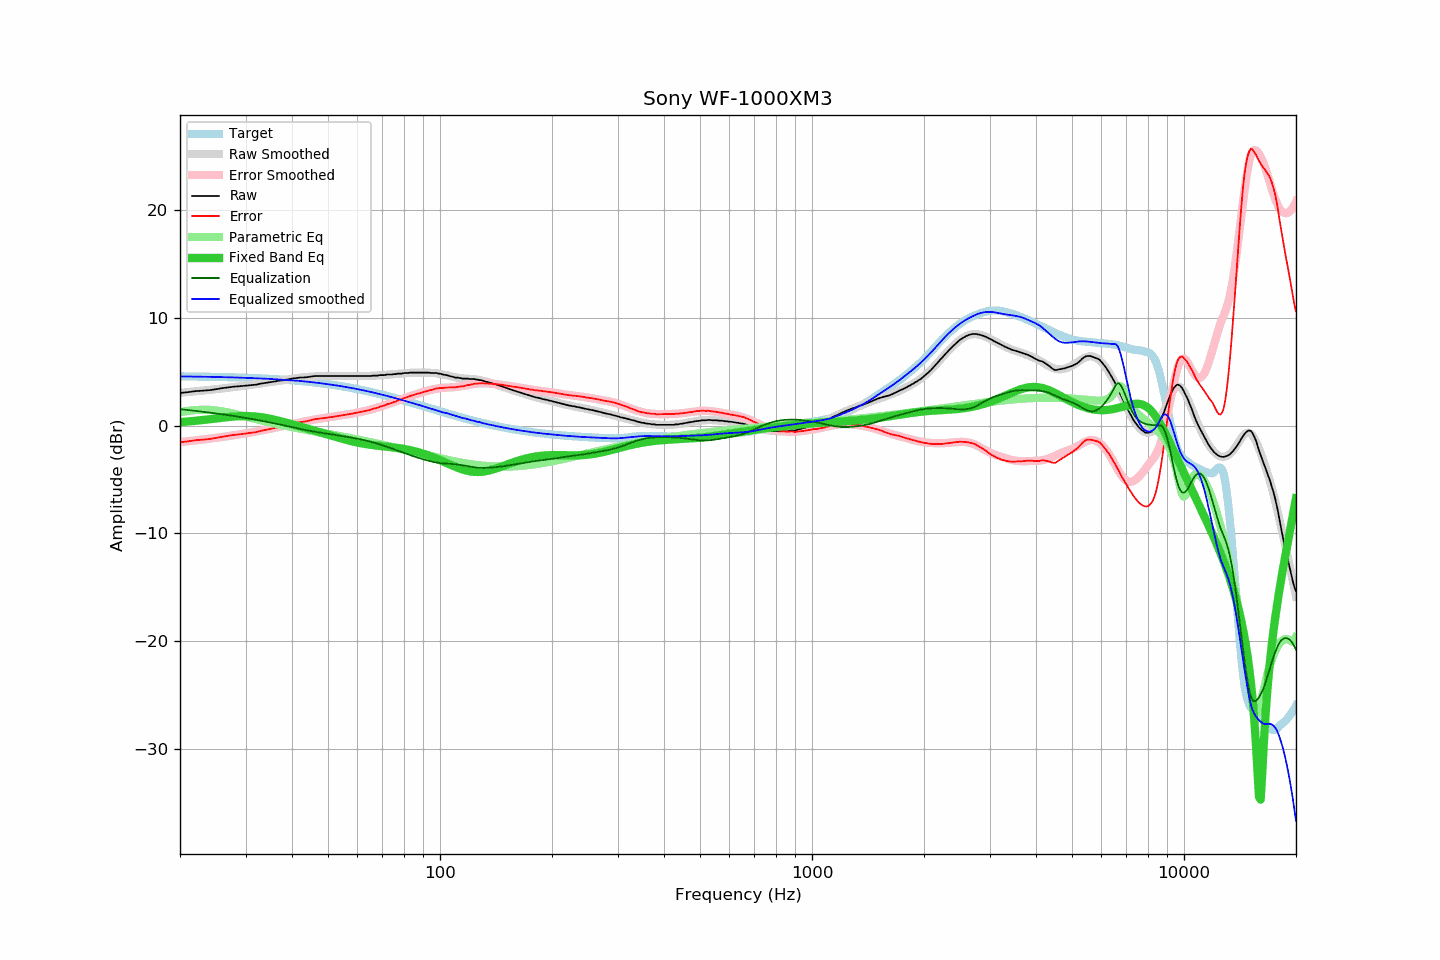 Sony WF-1000XM3
Target
Raw Smoothed
Error Smoothed
Raw
Error
Parametric Eq
Fixed Band Eq
Equalization
Equalized smoothed
20
10
0
−10
−20
−30
Amplitude (dBr)
100
1000
10000
Frequency (Hz)